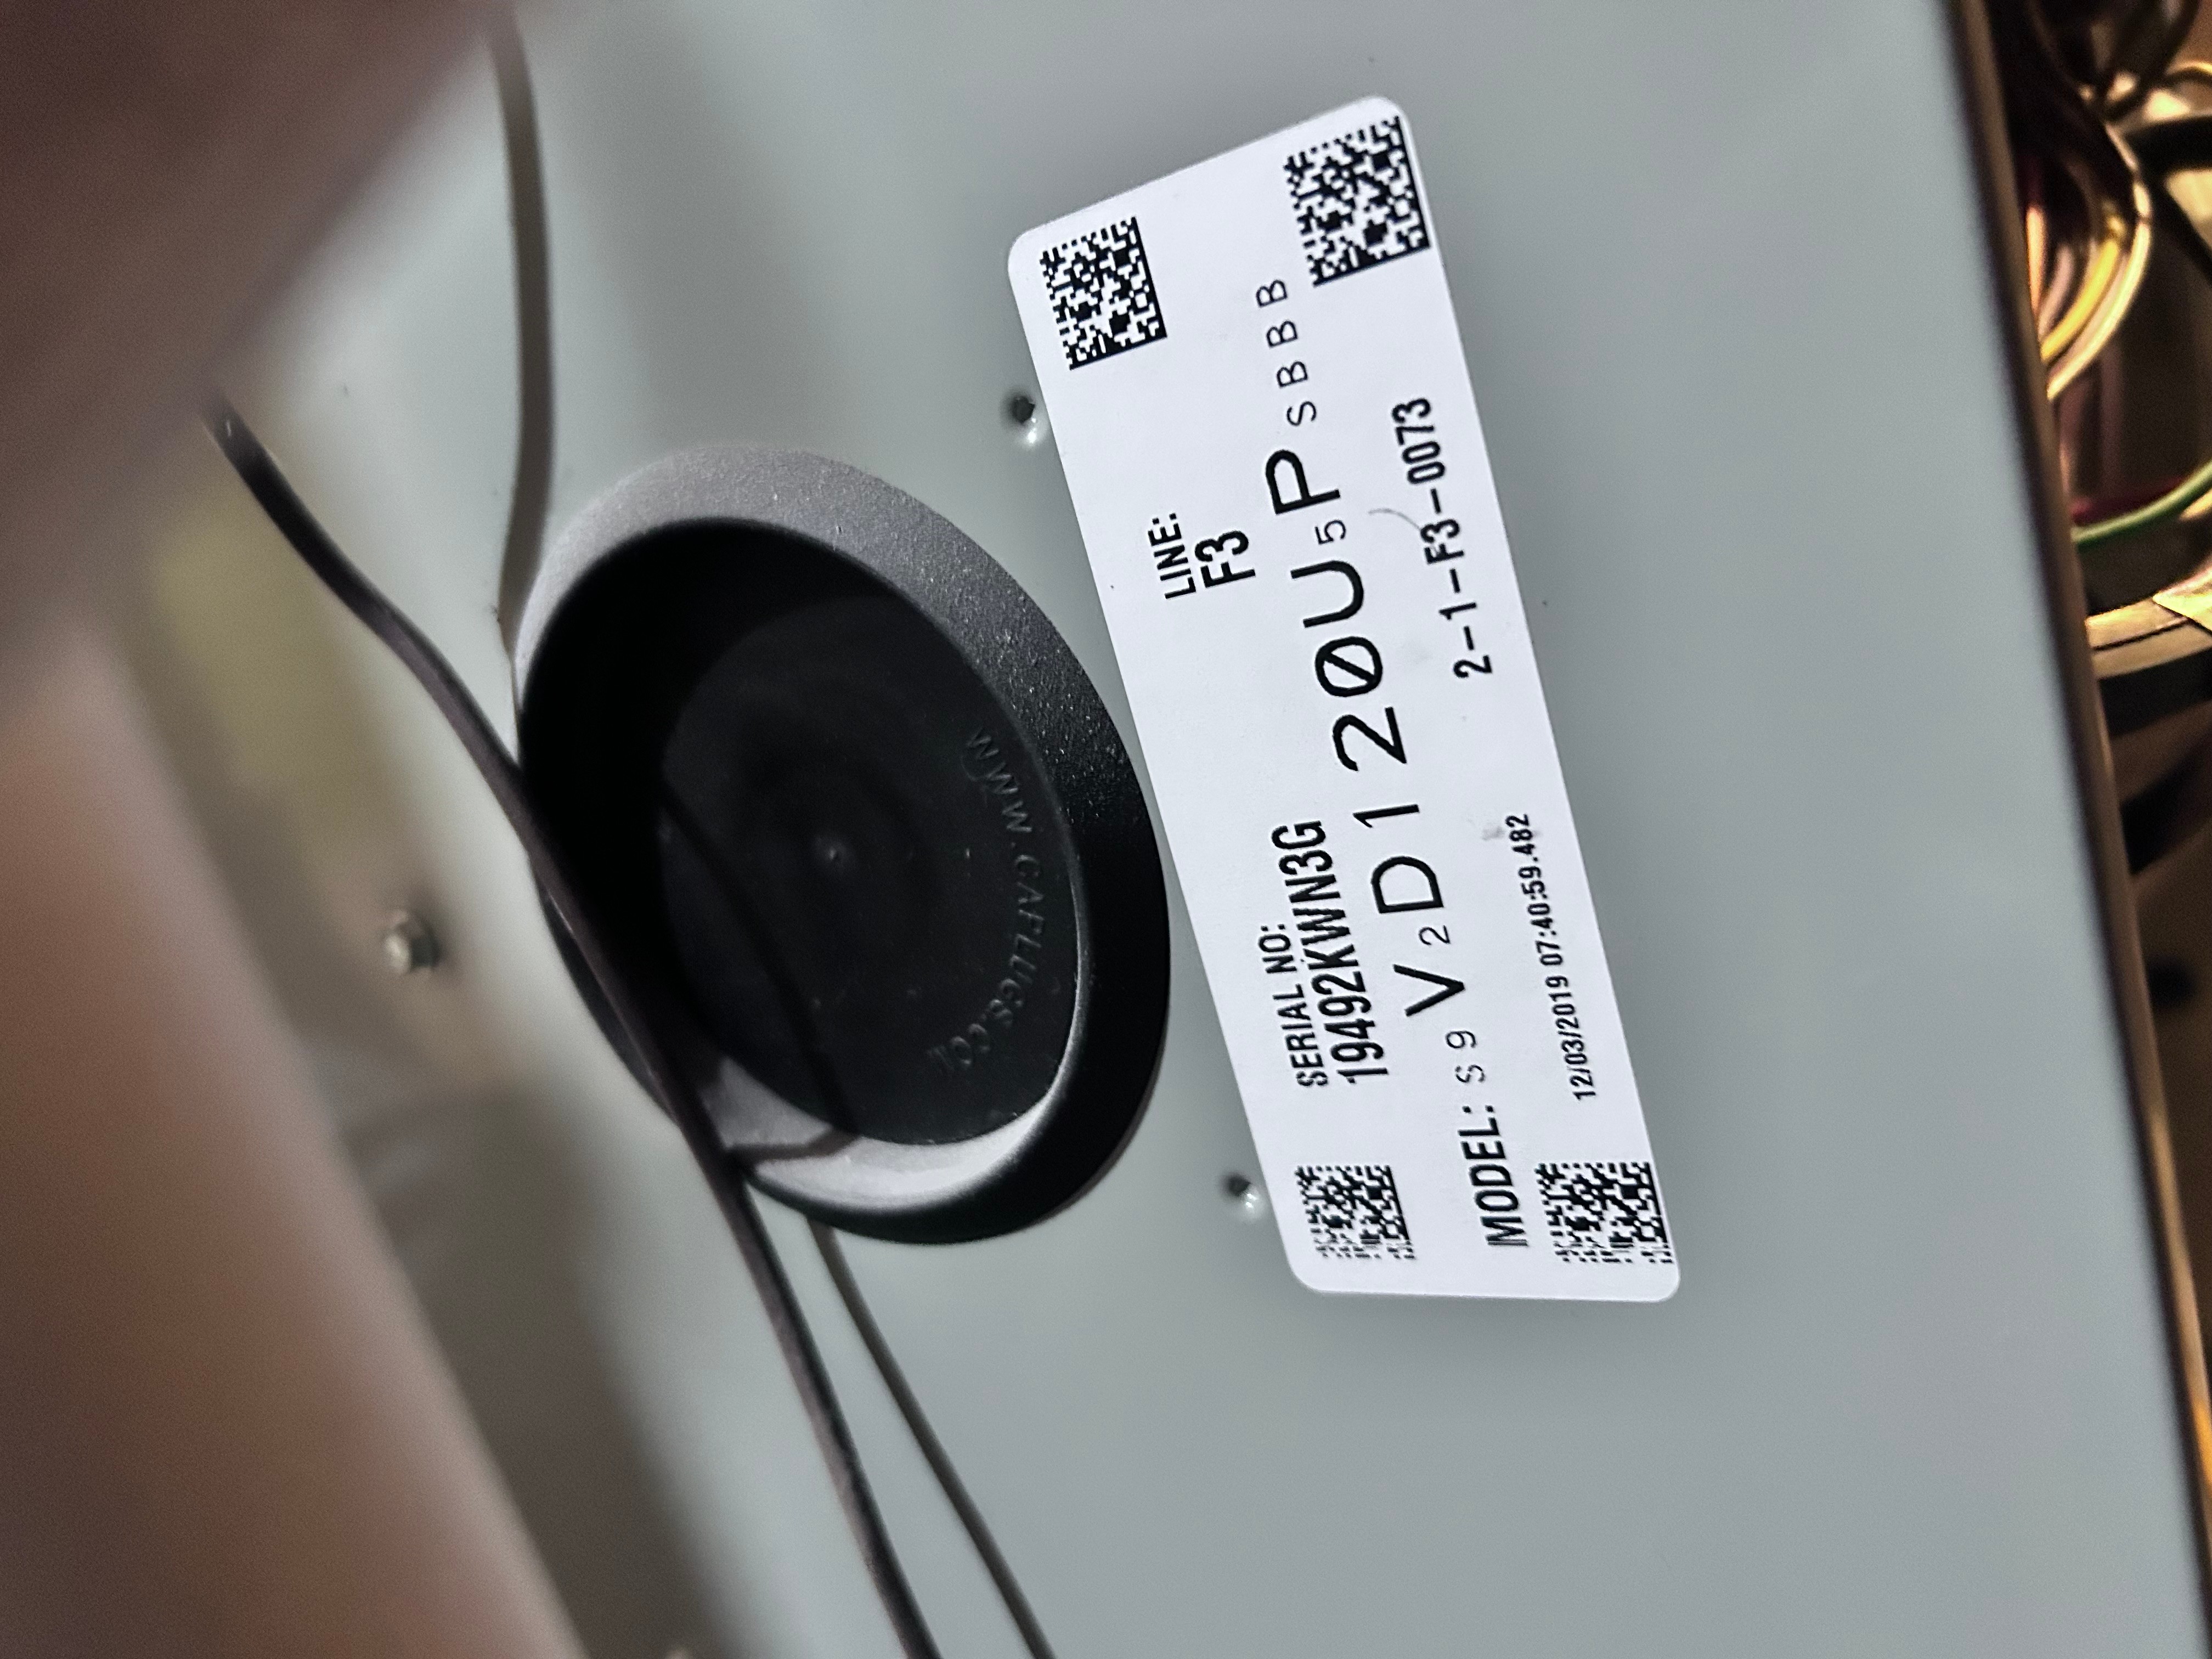 SERIAL NO:
19492KWN3G
LINE:
F3
MODEL: S9V2D120U5PSBBB
12/03/2019 07:40:59.482
2-1-F3-0073
WWW.CAPLUGS.COM